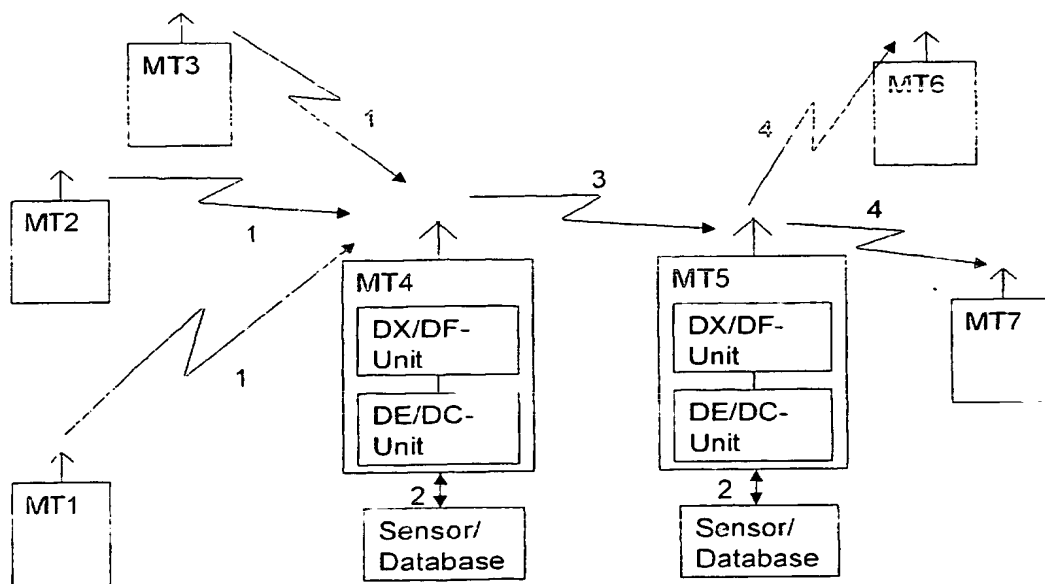 MT3
MT6
1
4
3
MT2
4
1
MT4
MT5
MT7
DX/DF-
Unit
DX/DF-
Unit
1
DE/DC-
Unit
DE/DC-
Unit
MT1
2
2
Sensor/
Database
Sensor/
Database